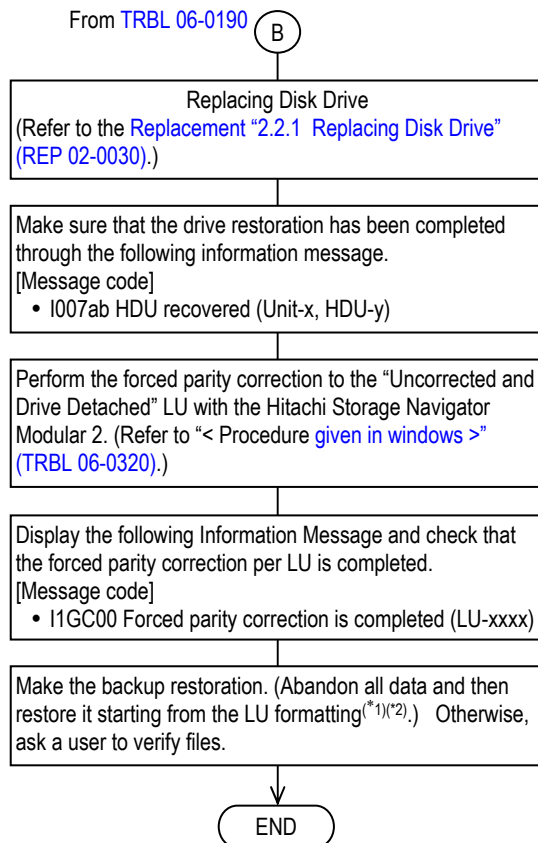 From TRBL 06-0190
B
Replacing Disk Drive
(Refer to the Replacement “2.2.1 Replacing Disk Drive”
(REP 02-0030).)
Make sure that the drive restoration has been completed
through the following information message.
[Message code]
• I007ab HDU recovered (Unit-x, HDU-y)
Perform the forced parity correction to the “Uncorrected and
Drive Detached” LU with the Hitachi Storage Navigator
Modular 2. (Refer to “< Procedure given in windows >”
(TRBL 06-0320).)
Display the following Information Message and check that
the forced parity correction per LU is completed.
[Message code]
• I1GC00 Forced parity correction is completed (LU-xxxx)
Make the backup restoration. (Abandon all data and then
restore it starting from the LU formatting(*1)(*2).) Otherwise,
ask a user to verify files.
END